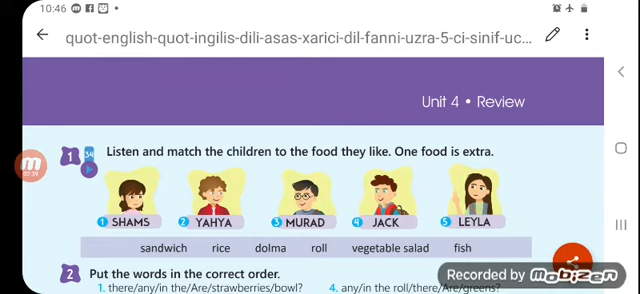 10:46
quot-english-quot-ingilis-dili-asas-xarici-dil-fanni-uzra-5-ci-sinif-uc...
Unit 4 • Review
1 34 Listen and match the children to the food they like. One food is extra.
1 SHAMS 2 YAHYA 3 MURAD 4 JACK 5 LEYLA
sandwich rice dolma roll vegetable salad fish
2 Put the words in the correct order.
1. there/any/in the/Are/strawberries/bowl? 4. any/in the roll/there/Are/greens?
Recorded by mobizen